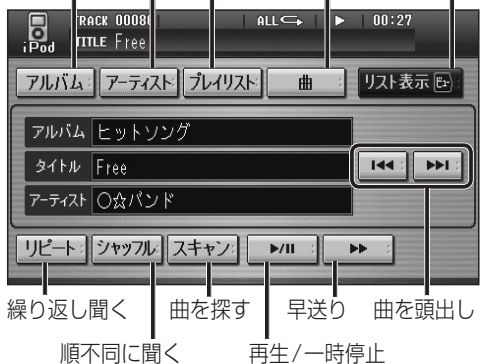 iPod TRACK 0008 ALL 00:27
TITLE Free
アルバム アーティスト プレイリスト 曲 リスト表示
アルバム ヒットソング
タイトル Free
アーティスト ○☆バンド
リピート シャッフル スキャン ►/II ►►
繰り返し聞く 曲を探す 早送り 曲を頭出し
順不同に聞く 再生/一時停止